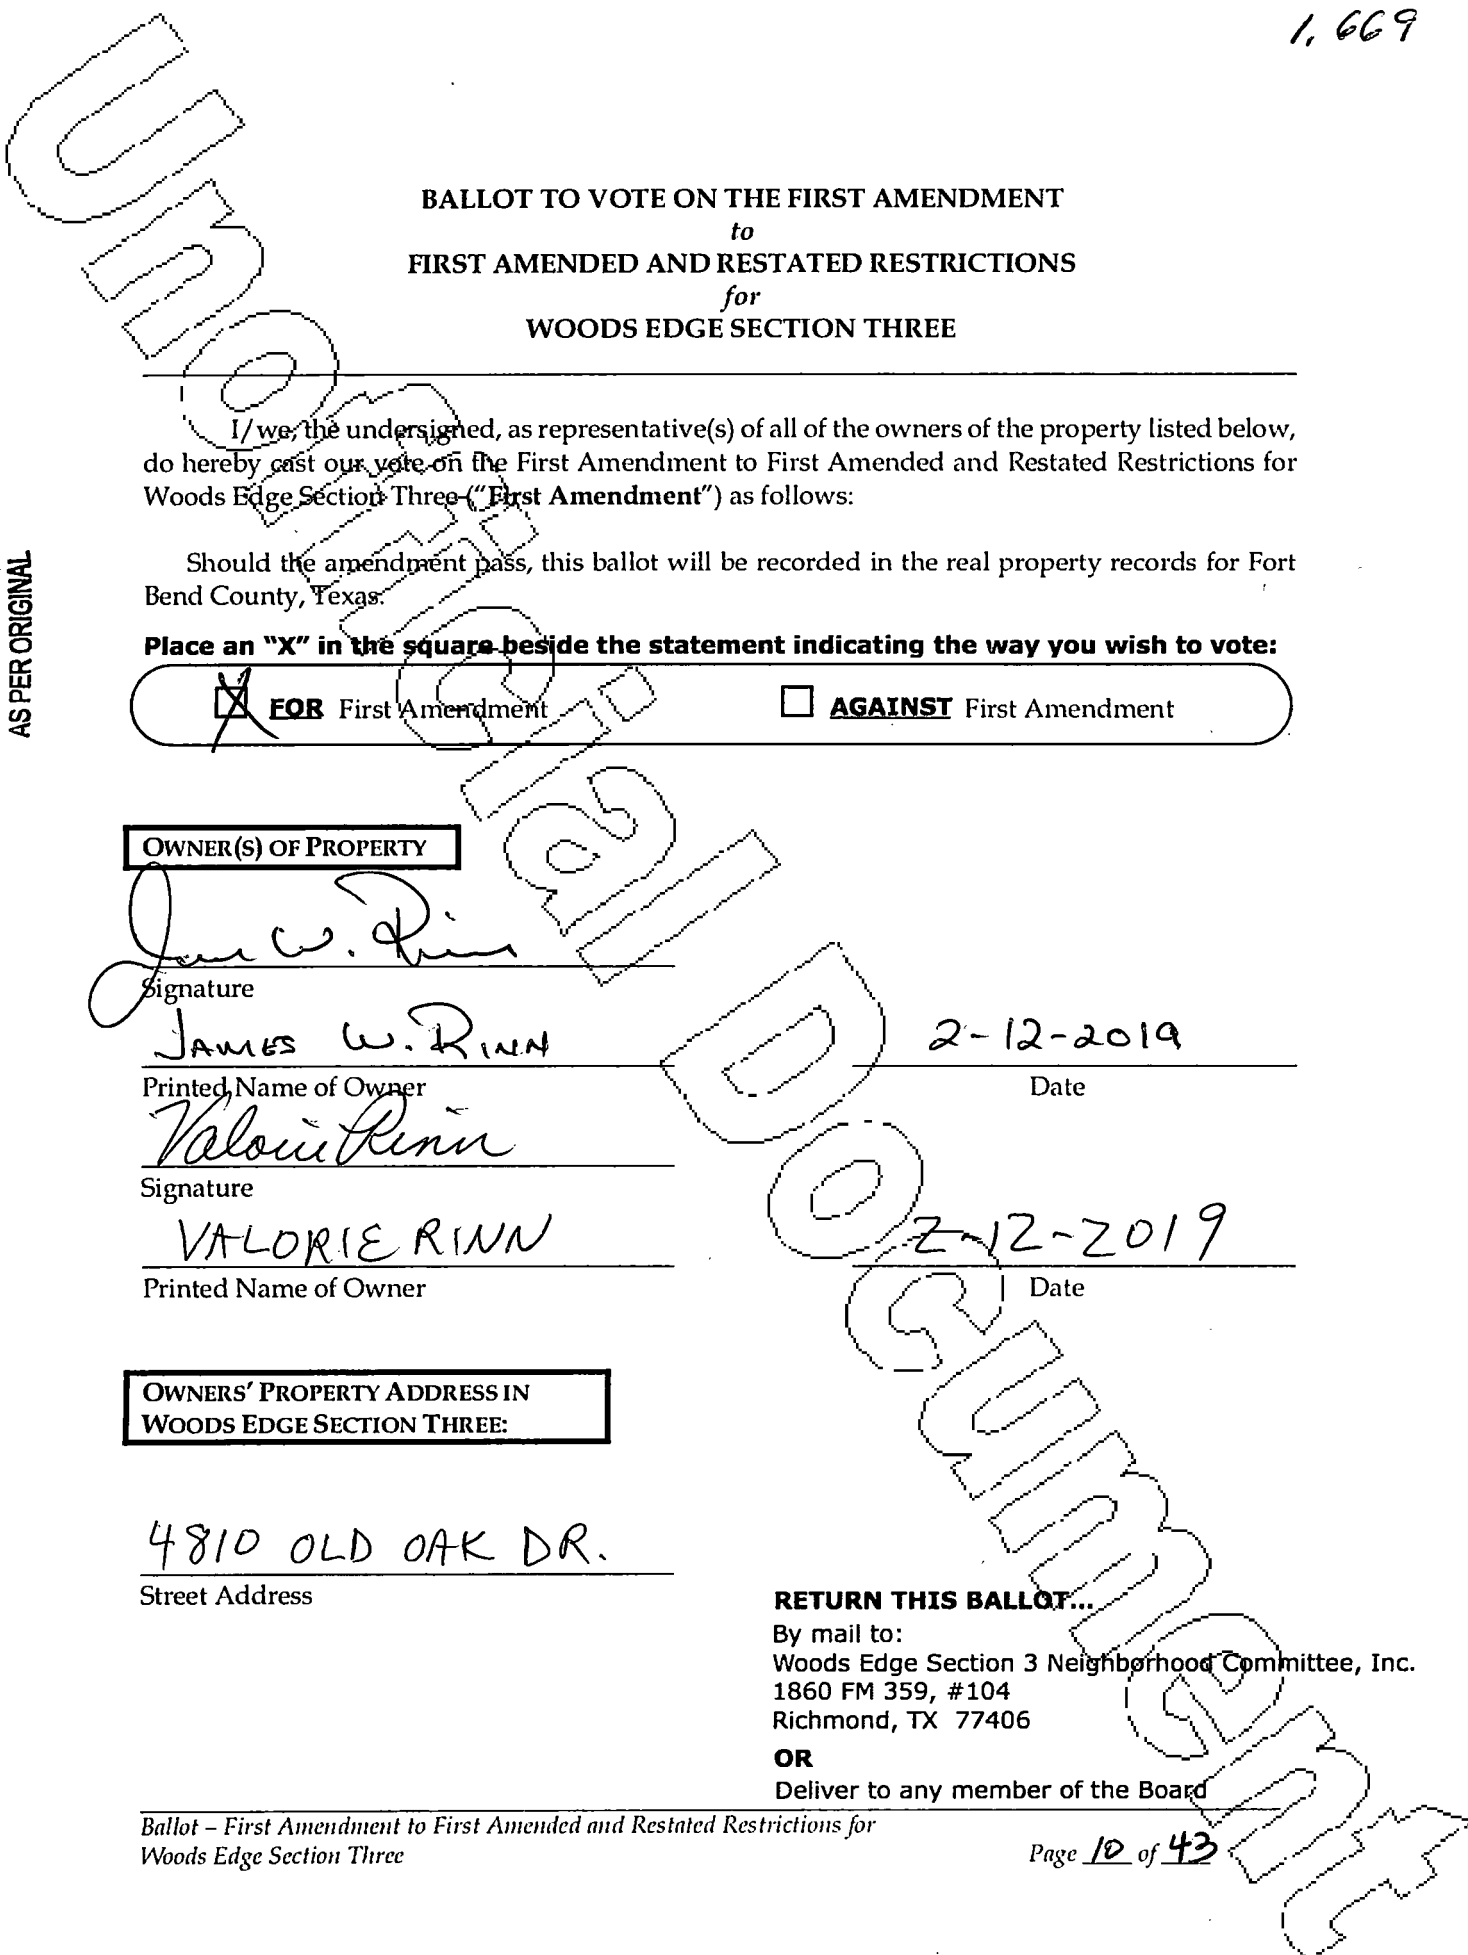 1,669
BALLOT TO VOTE ON THE FIRST AMENDMENT
to
FIRST AMENDED AND RESTATED RESTRICTIONS
for
WOODS EDGE SECTION THREE
I/we, the undersigned, as representative(s) of all of the owners of the property listed below,
do hereby cast our vote on the First Amendment to First Amended and Restated Restrictions for
Woods Edge Section Three ("First Amendment") as follows:
Should the amendment pass, this ballot will be recorded in the real property records for Fort
Bend County, Texas.
AS PER ORIGINAL
Place an "X" in the square beside the statement indicating the way you wish to vote:
X FOR First Amendment AGAINST First Amendment
OWNER(S) OF PROPERTY
James W. Rinn
Signature
JAMES W. RINN 2-12-2019
Printed Name of Owner Date
Valorie Rinn
Signature
VALORIE RINN 2-12-2019
Printed Name of Owner Date
OWNERS' PROPERTY ADDRESS IN
WOODS EDGE SECTION THREE:
4810 OLD OAK DR.
Street Address
RETURN THIS BALLOT...
By mail to:
Woods Edge Section 3 Neighborhood Committee, Inc.
1860 FM 359, #104
Richmond, TX 77406
OR
Deliver to any member of the Board
Ballot – First Amendment to First Amended and Restated Restrictions for
Woods Edge Section Three
Page 10 of 43
Unofficial Document